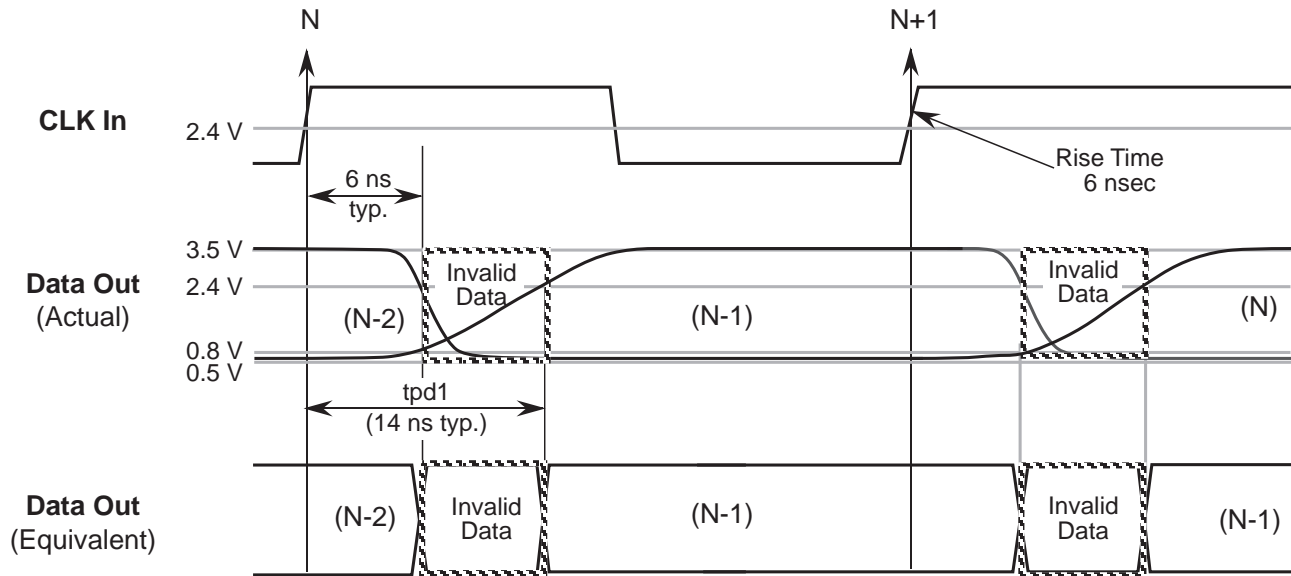 N
N+1
CLK In
2.4 V
Rise Time
6 nsec
6 ns
typ.
3.5 V
Data Out
(Actual)
2.4 V
Invalid
Data
Invalid
Data
(N-2)
(N-1)
(N)
0.8 V
0.5 V
tpd1
(14 ns typ.)
Data Out
(Equivalent)
(N-2)
Invalid
Data
(N-1)
Invalid
Data
(N-1)